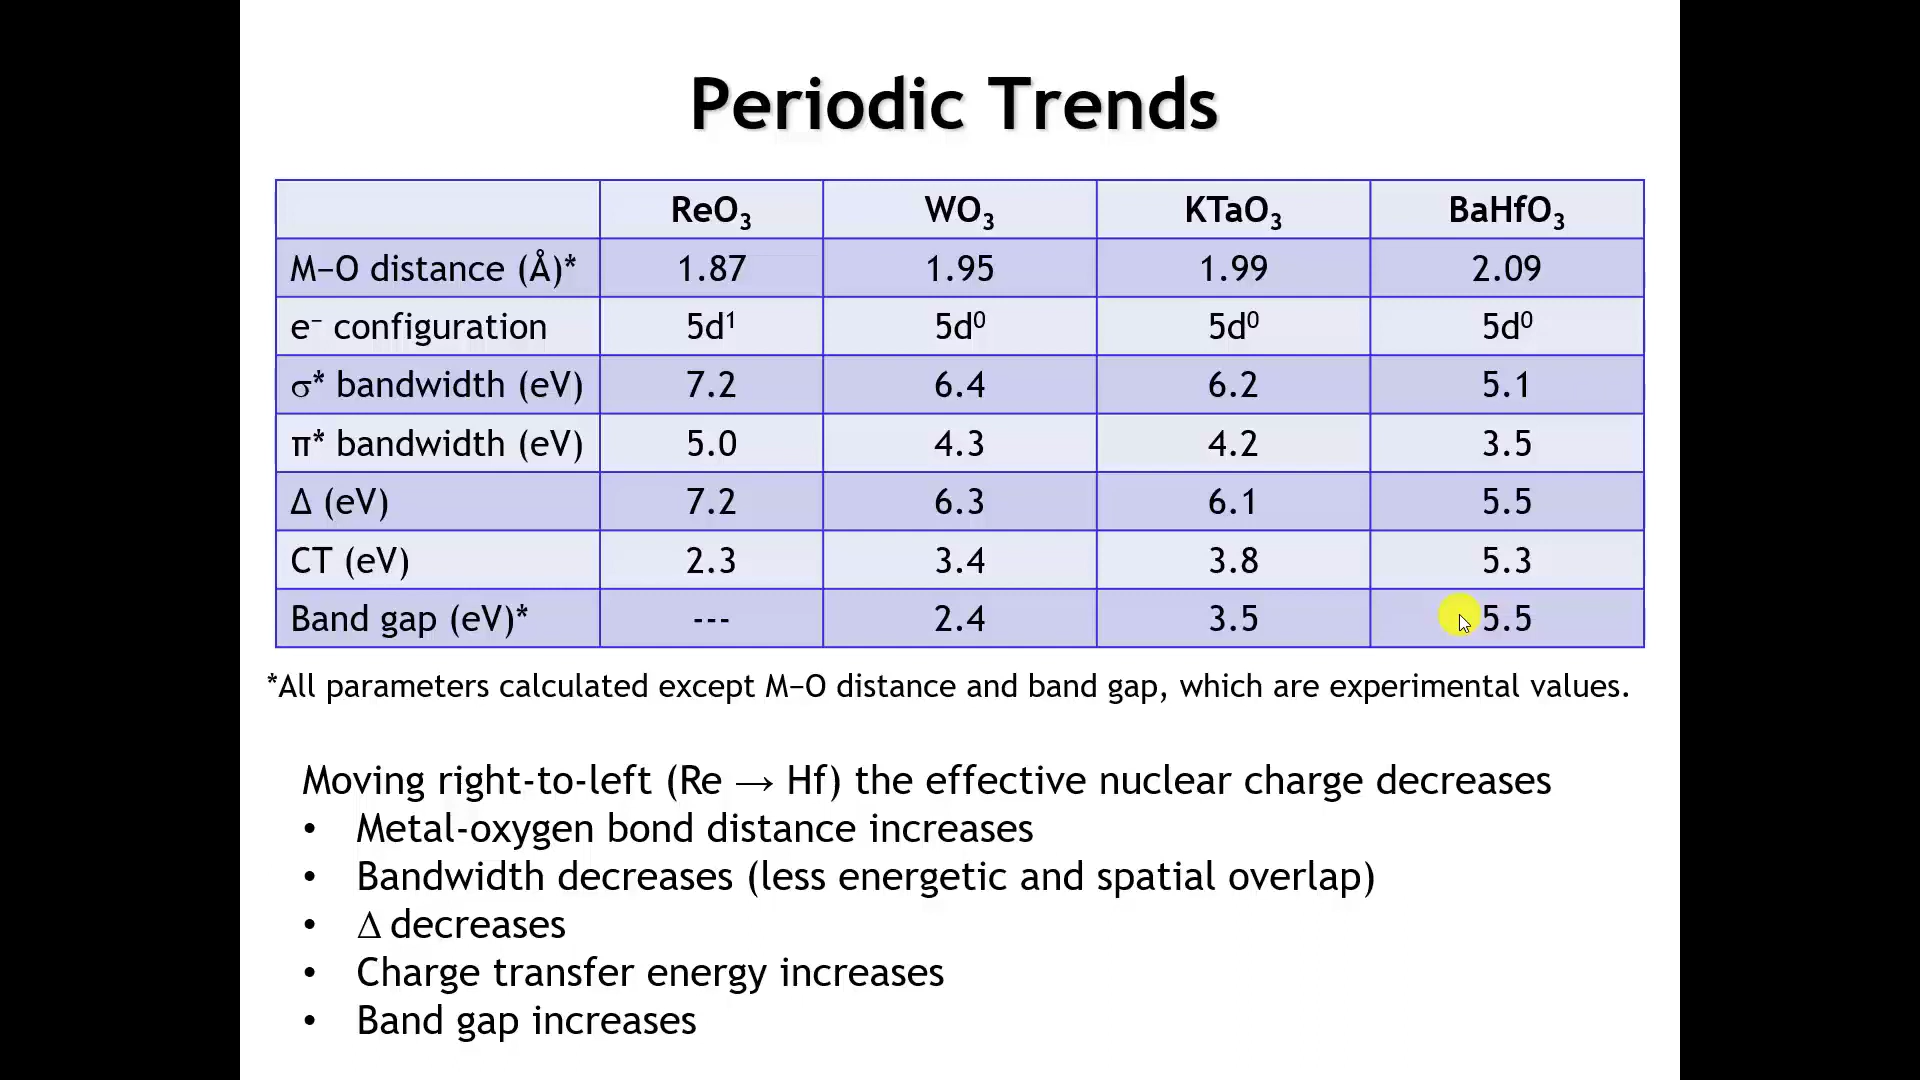 Periodic Trends
ReO₃ WO₃ KTaO₃ BaHfO₃
M−O distance (Å)* 1.87 1.95 1.99 2.09
e⁻ configuration 5d¹ 5d⁰ 5d⁰ 5d⁰
σ* bandwidth (eV) 7.2 6.4 6.2 5.1
π* bandwidth (eV) 5.0 4.3 4.2 3.5
Δ (eV) 7.2 6.3 6.1 5.5
CT (eV) 2.3 3.4 3.8 5.3
Band gap (eV)* --- 2.4 3.5 5.5
*All parameters calculated except M−O distance and band gap, which are experimental values.
Moving right-to-left (Re → Hf) the effective nuclear charge decreases
• Metal-oxygen bond distance increases
• Bandwidth decreases (less energetic and spatial overlap)
• Δ decreases
• Charge transfer energy increases
• Band gap increases